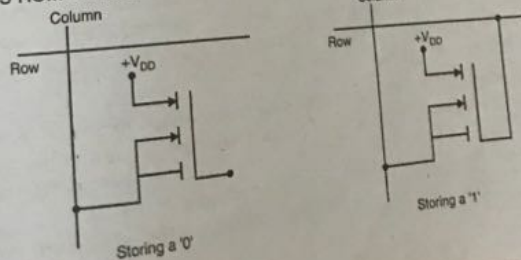 Column
Row
+VDD
Storing a '0'
Row
+VDD
Storing a '1'